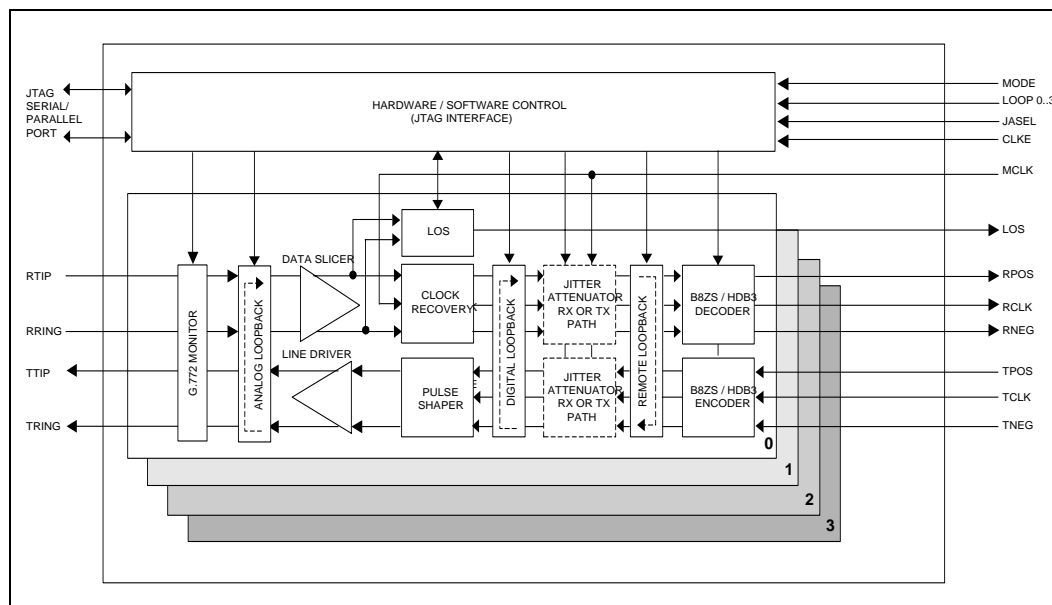 JTAG
SERIAL/
PARALLEL
PORT
HARDWARE / SOFTWARE CONTROL
(JTAG INTERFACE)
MODE
LOOP 0..3
JASEL
CLKE
MCLK
LOS
LOS
RTIP
RRING
TTIP
TRING
G.772 MONITOR
ANALOG LOOPBACK
DATA SLICER
LINE DRIVER
CLOCK
RECOVERY
PULSE
SHAPER
DIGITAL LOOPBACK
JITTER
ATTENUATOR
RX OR TX
PATH
JITTER
ATTENUATOR
RX OR TX
PATH
REMOTE LOOPBACK
B8ZS / HDB3
DECODER
B8ZS / HDB3
ENCODER
RPOS
RCLK
RNEG
TPOS
TCLK
TNEG
0
1
2
3